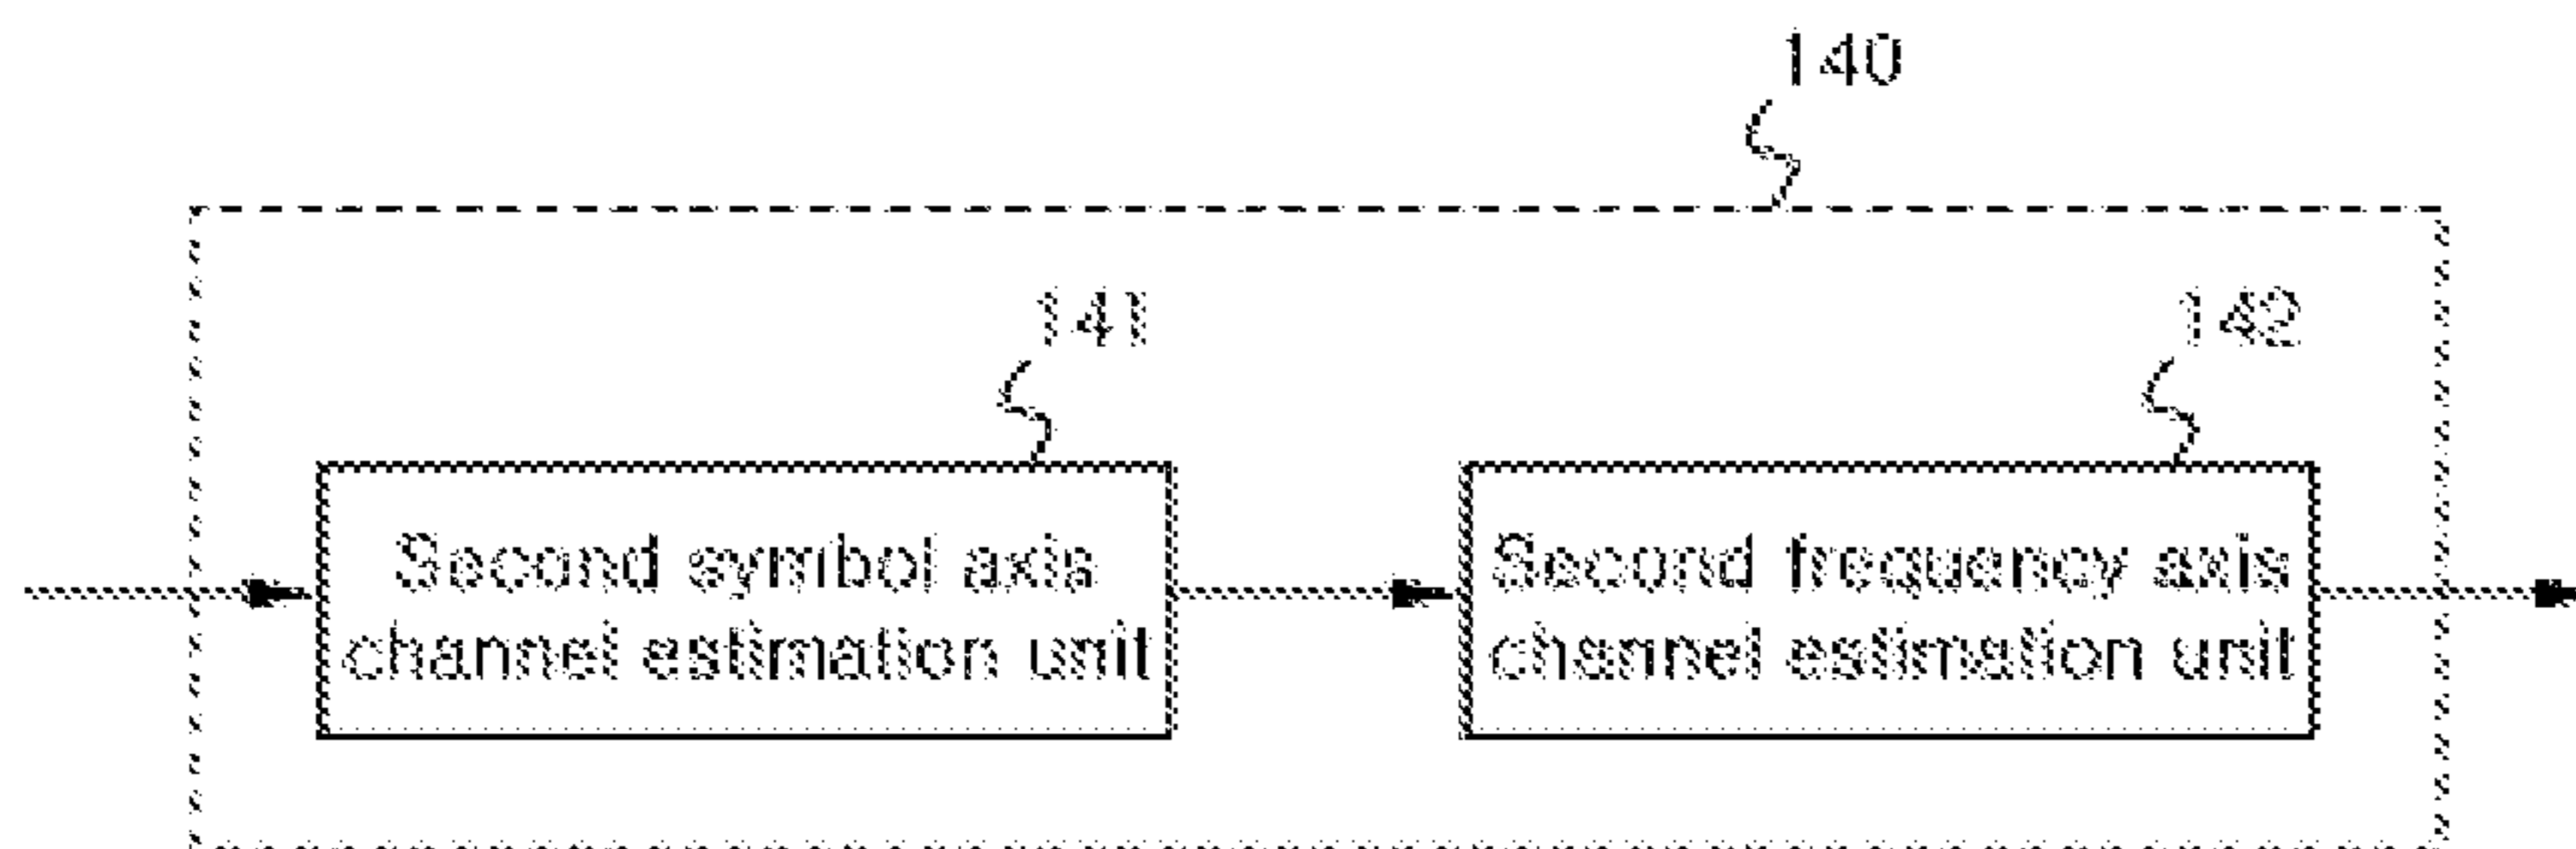 140
141
142
Second symbol axis
channel estimation unit
Second frequency axis
channel estimation unit